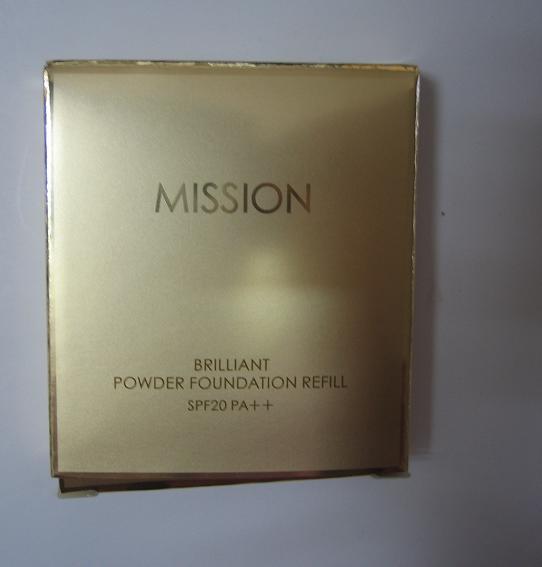 MISSION
BRILLIANT
POWDER FOUNDATION REFILL
SPF20 PA++